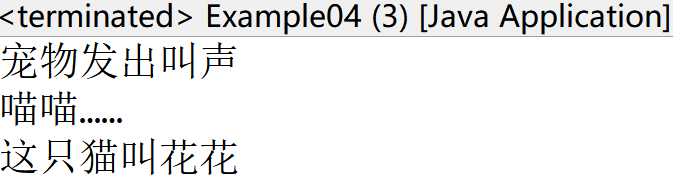 <terminated> Example04 (3) [Java Application]
宠物发出叫声
喵喵......
这只猫叫花花